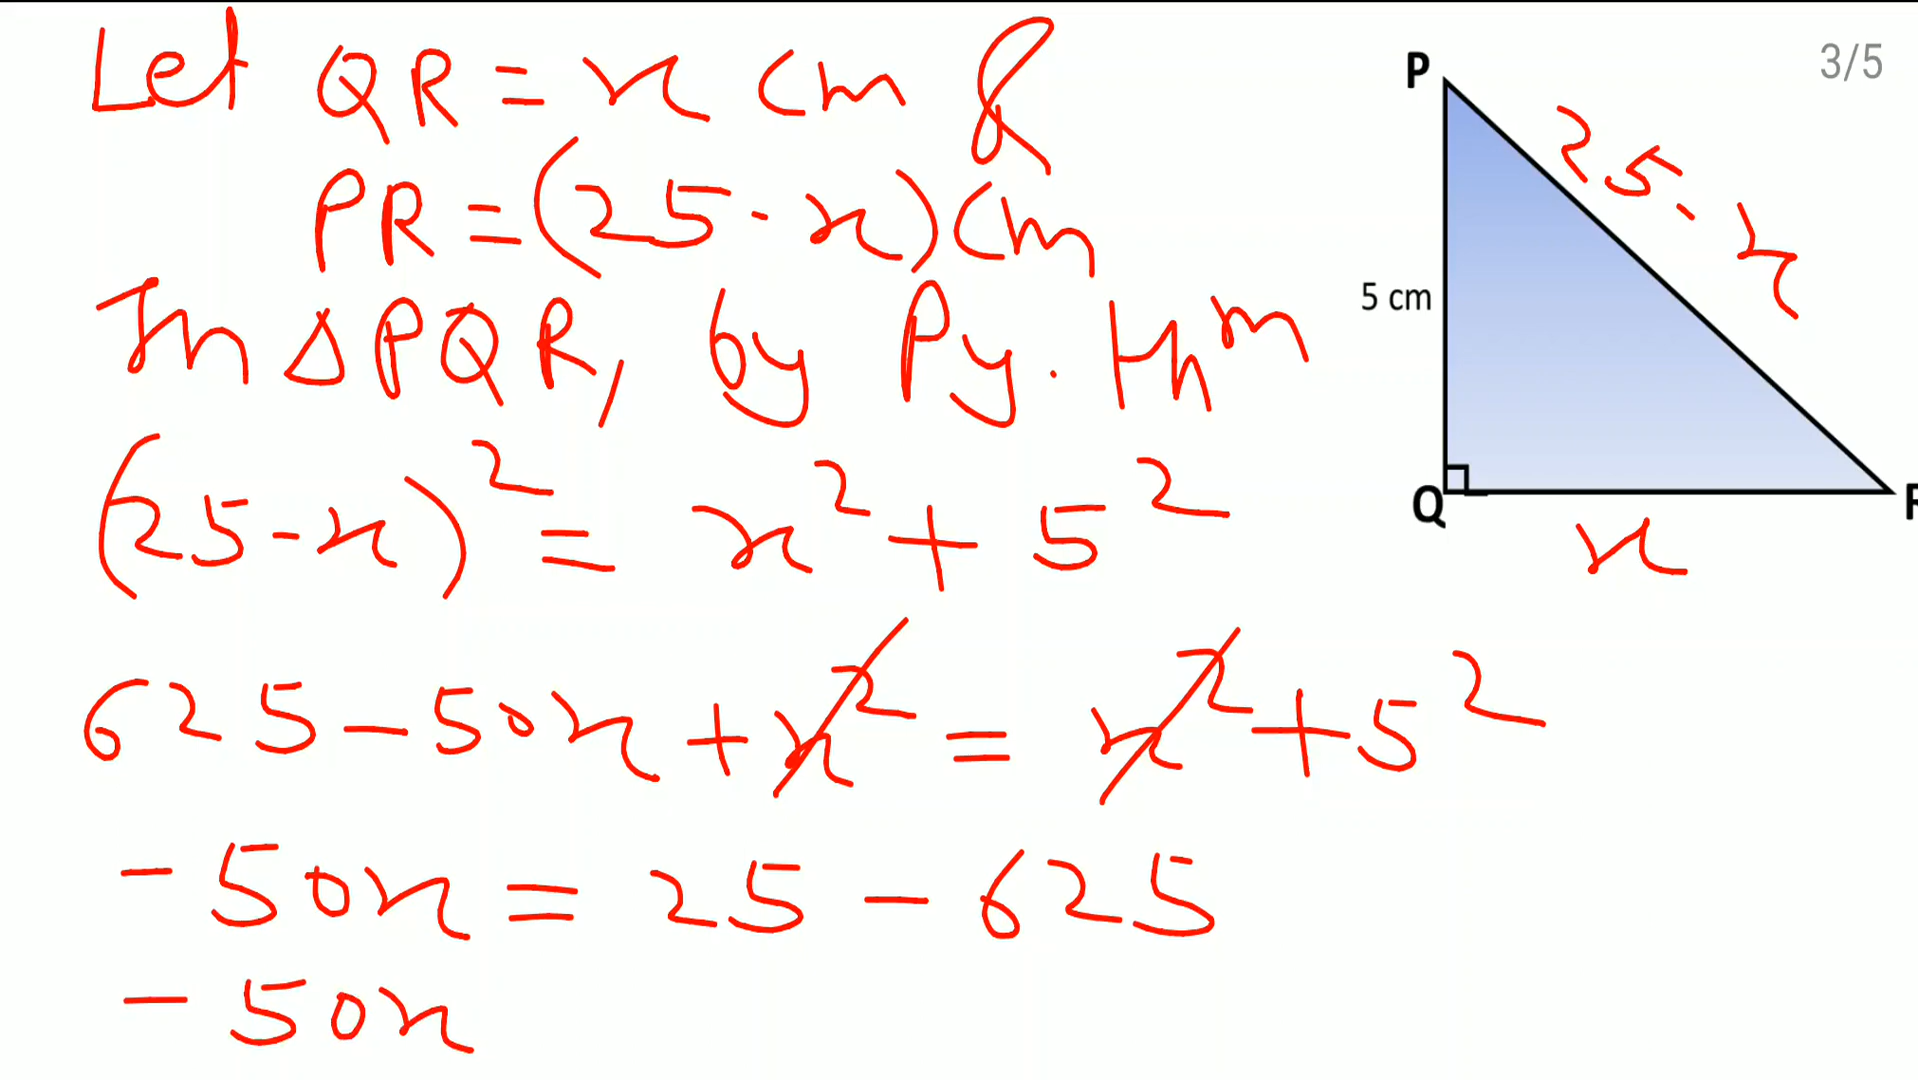 Let QR = x cm &
PR = (25 - x) cm
In ΔPQR, by Py. Thm
(25-x)² = x² + 5²
625 - 50x + x² = x² + 5²
-50x = 25 - 625
-50x
3/5
P
25-x
5 cm
Q
R
x